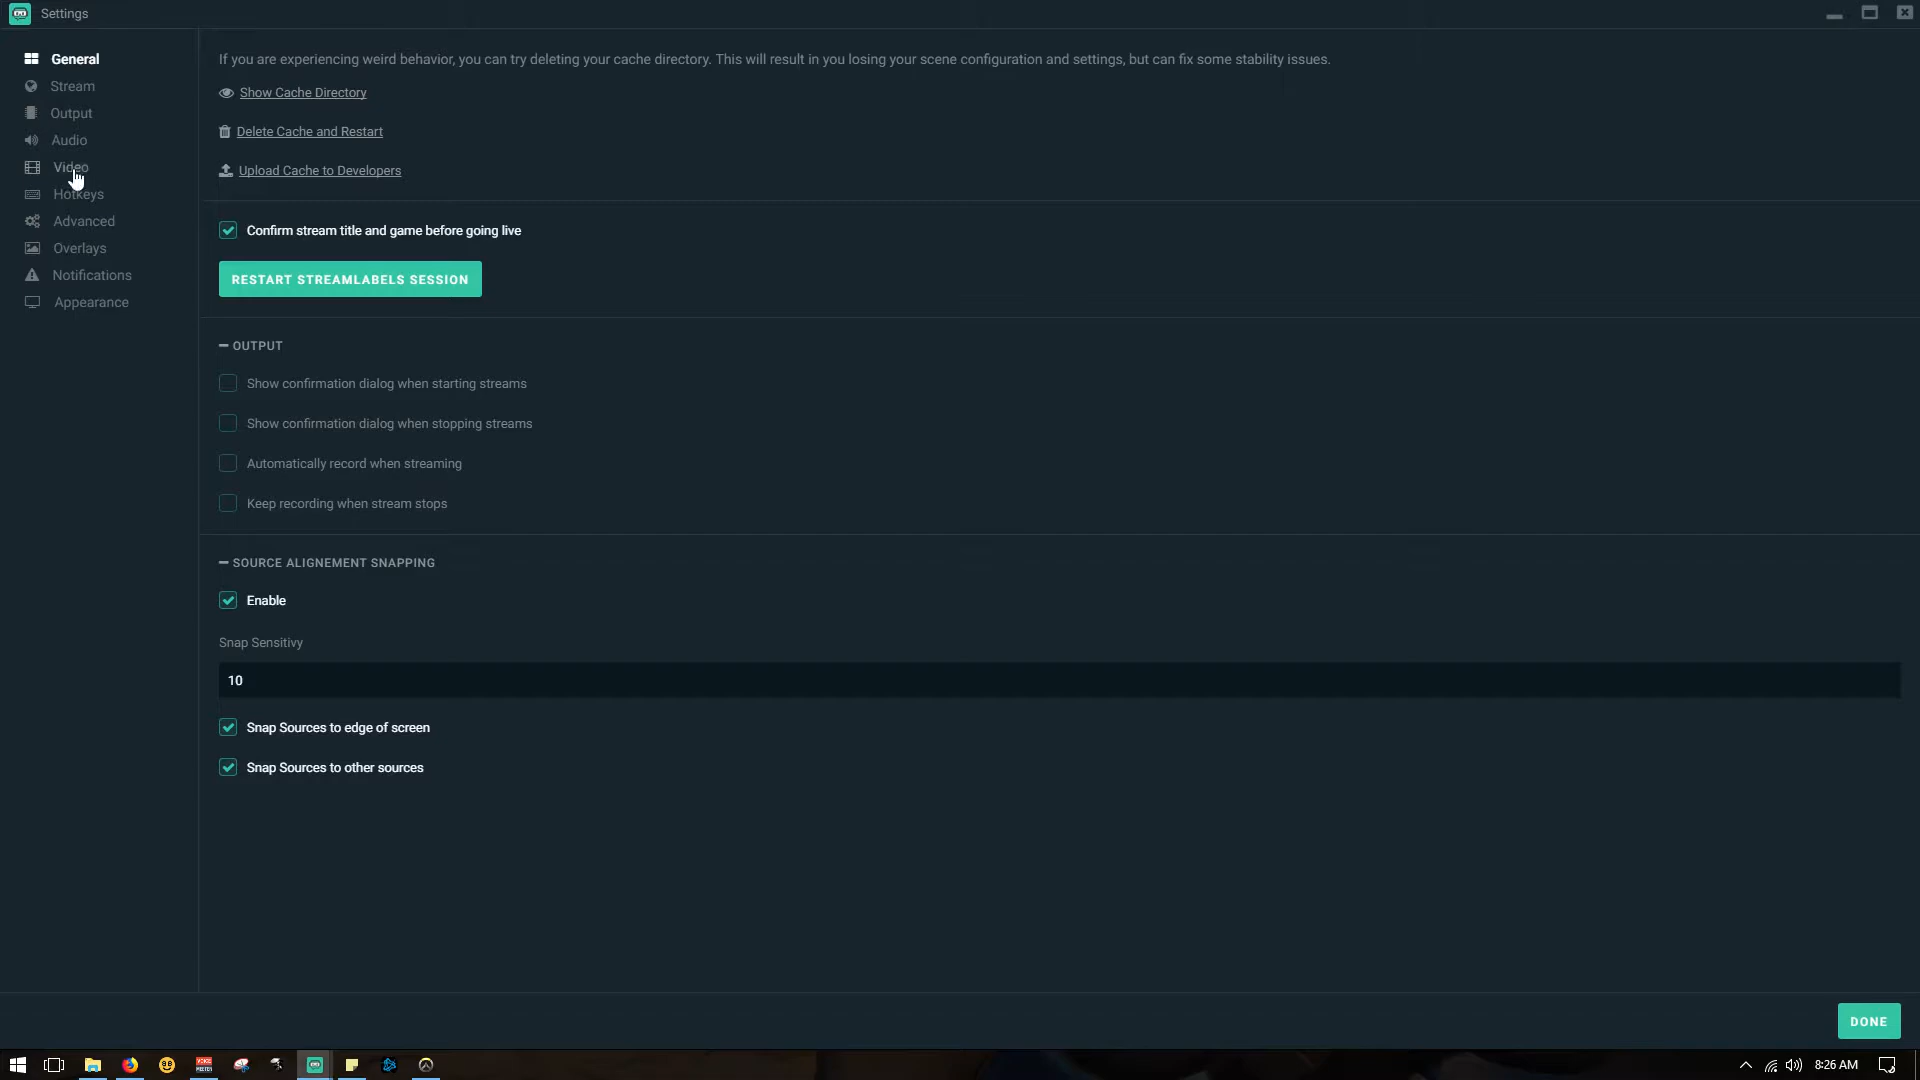 Settings
General
Stream
Output
Audio
Video
Hotkeys
Advanced
Overlays
Notifications
Appearance
If you are experiencing weird behavior, you can try deleting your cache directory. This will result in you losing your scene configuration and settings, but can fix some stability issues.
Show Cache Directory
Delete Cache and Restart
Upload Cache to Developers
Confirm stream title and game before going live
RESTART STREAMLABELS SESSION
OUTPUT
Show confirmation dialog when starting streams
Show confirmation dialog when stopping streams
Automatically record when streaming
Keep recording when stream stops
SOURCE ALIGNEMENT SNAPPING
Enable
Snap Sensitivy
10
Snap Sources to edge of screen
Snap Sources to other sources
DONE
8:26 AM